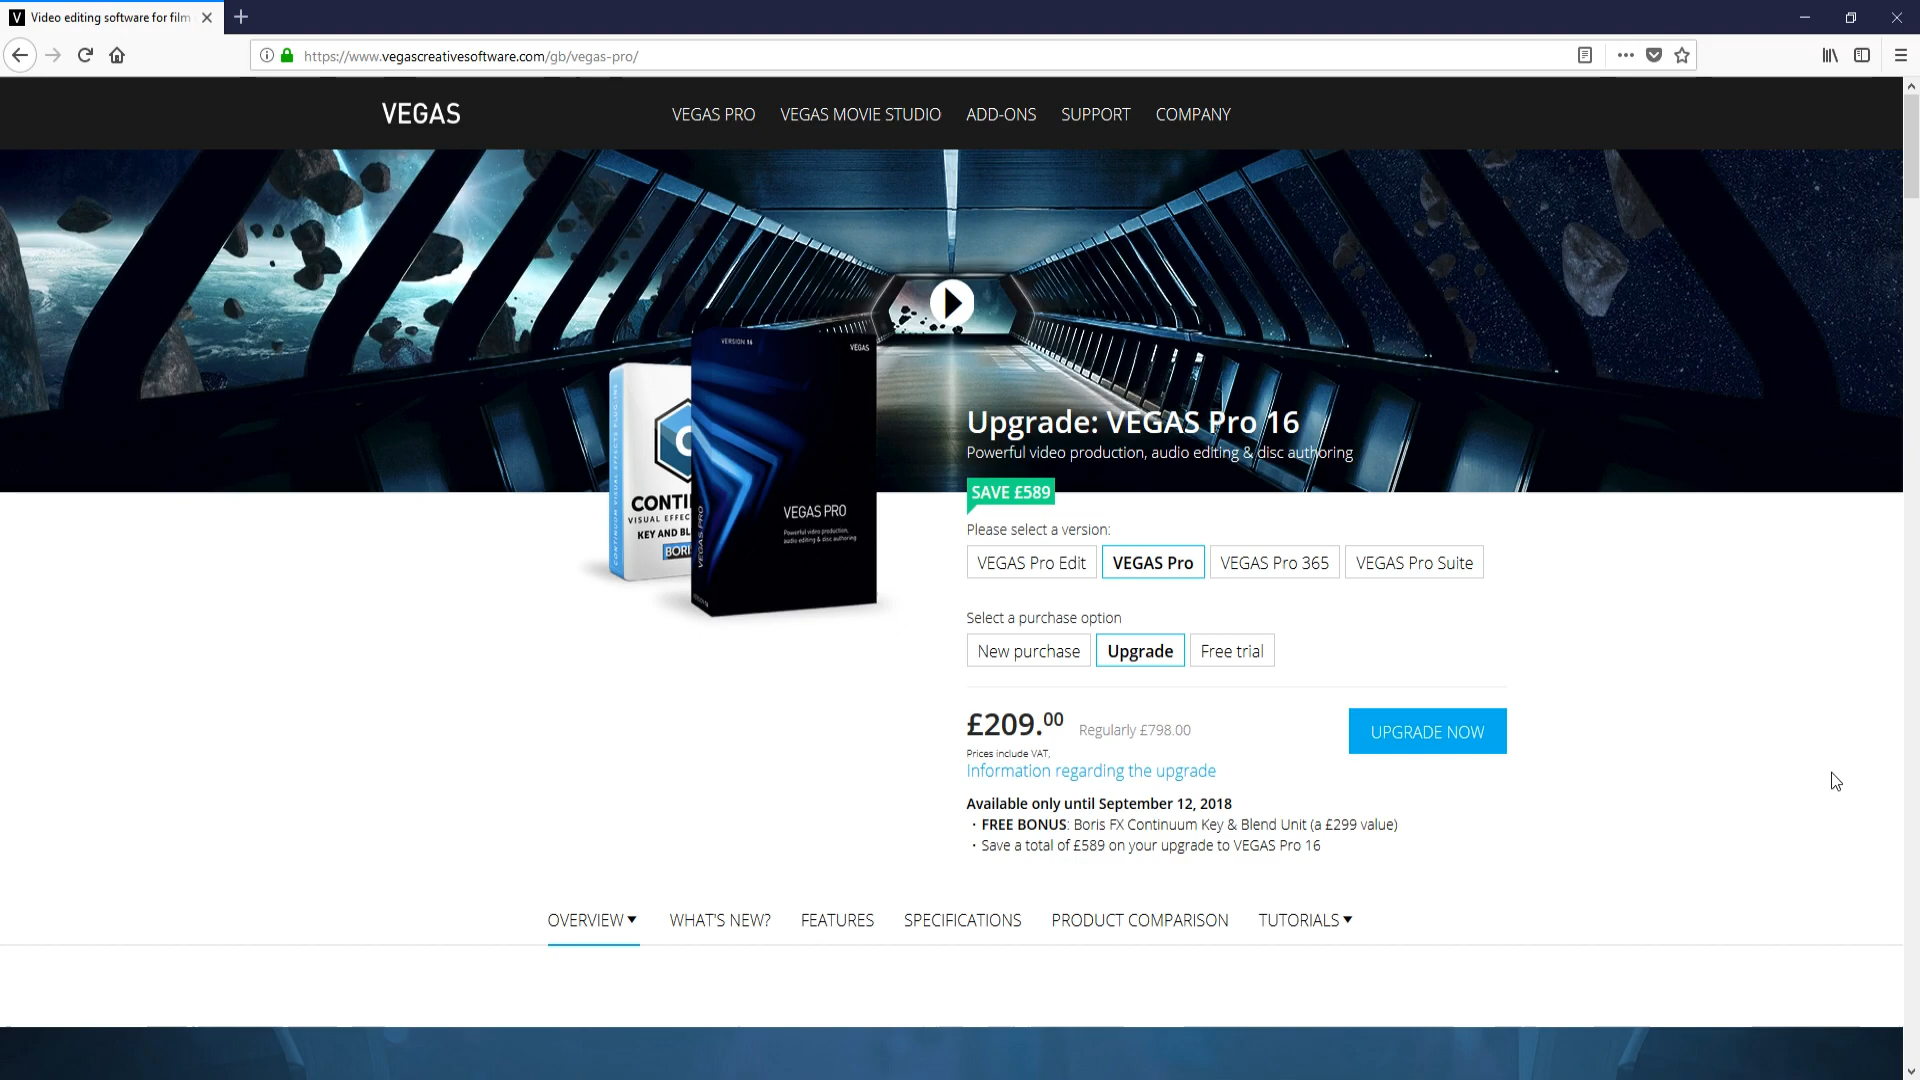 Video editing software for film
https://www.vegascreativesoftware.com/gb/vegas-pro/
VEGAS
VEGAS PRO
VEGAS MOVIE STUDIO
ADD-ONS
SUPPORT
COMPANY
VERSION 16
VEGAS
CONTI
VISUAL EFFEC
KEY AND BL
BORI
VEGAS PRO
VEGAS PRO
Powerful video production,
audio editing & disc authoring
Upgrade: VEGAS Pro 16
Powerful video production, audio editing & disc authoring
SAVE £589
Please select a version:
VEGAS Pro Edit
VEGAS Pro
VEGAS Pro 365
VEGAS Pro Suite
Select a purchase option
New purchase
Upgrade
Free trial
£209.00 Regularly £798.00
UPGRADE NOW
Prices include VAT,
Information regarding the upgrade
Available only until September 12, 2018
· FREE BONUS: Boris FX Continuum Key & Blend Unit (a £299 value)
· Save a total of £589 on your upgrade to VEGAS Pro 16
OVERVIEW
WHAT'S NEW?
FEATURES
SPECIFICATIONS
PRODUCT COMPARISON
TUTORIALS